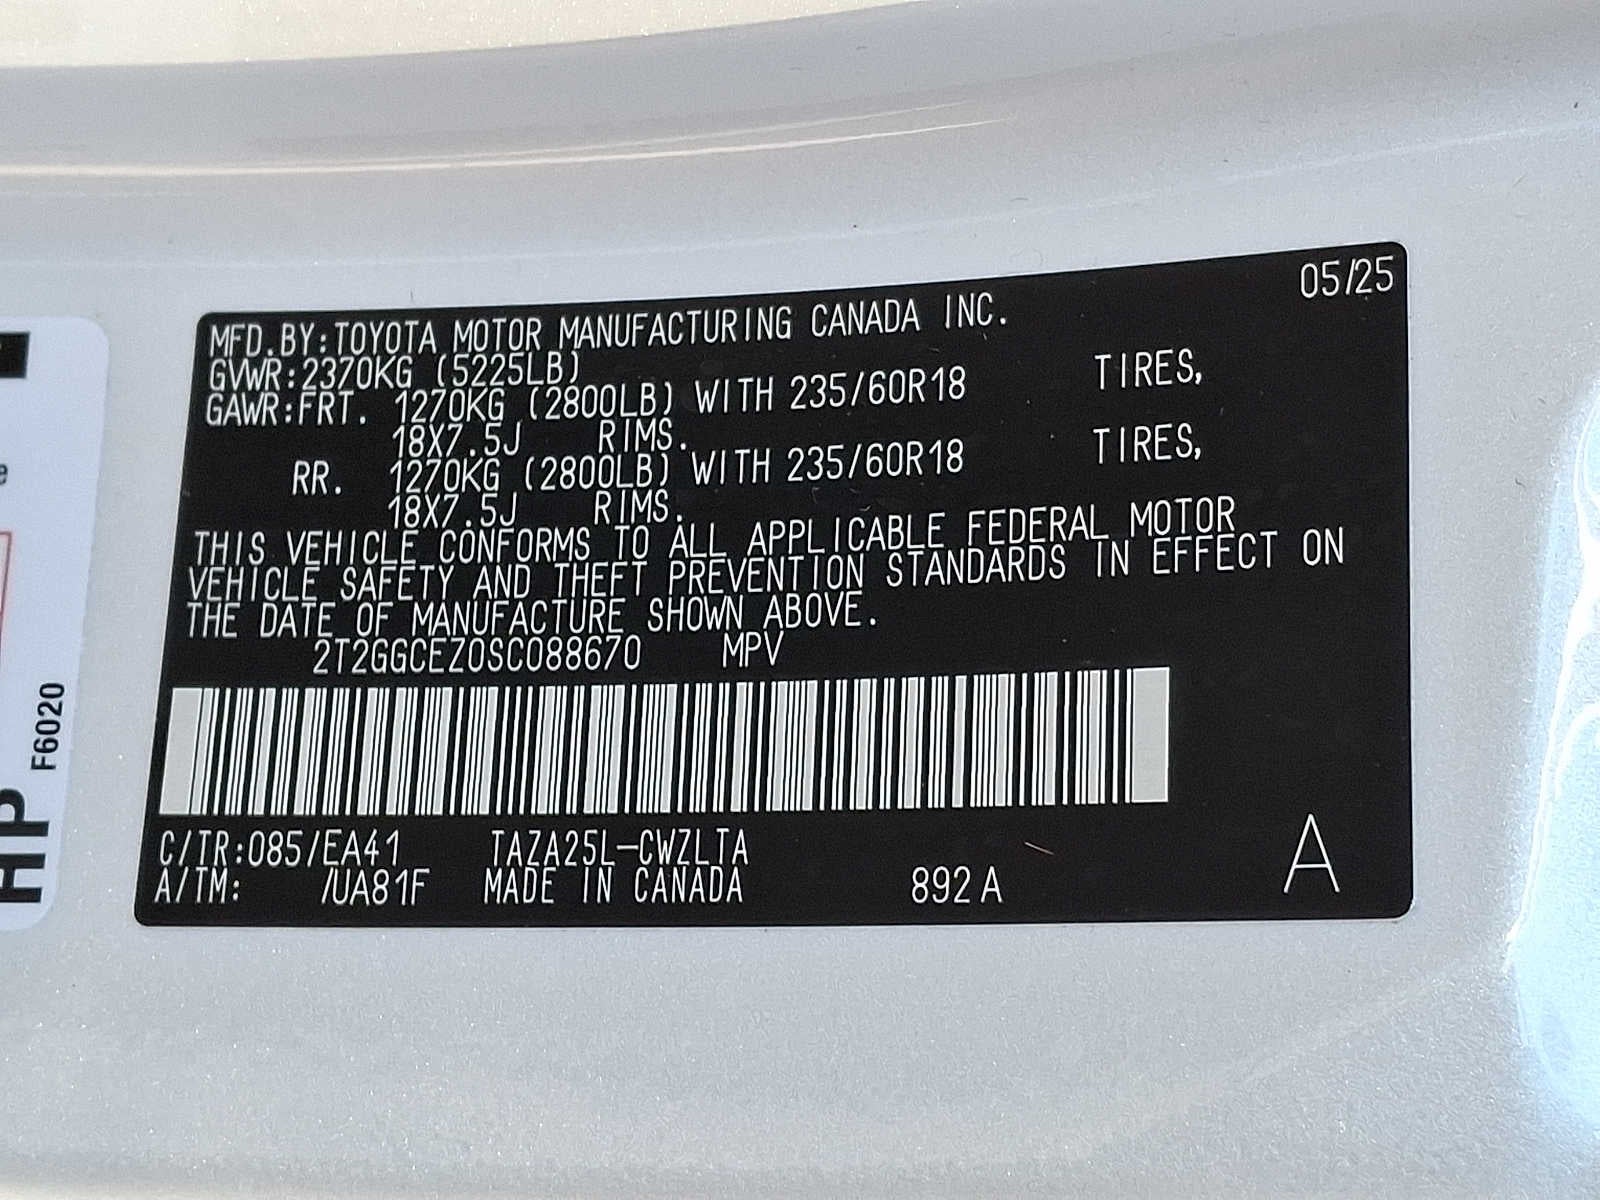 05/25
MFD.BY:TOYOTA MOTOR MANUFACTURING CANADA INC.
GVWR:2370KG (5225LB)
GAWR:FRT. 1270KG (2800LB) WITH 235/60R18 TIRES,
18X7.5J RIMS.
RR. 1270KG (2800LB) WITH 235/60R18 TIRES,
18X7.5J RIMS.
THIS VEHICLE CONFORMS TO ALL APPLICABLE FEDERAL MOTOR
VEHICLE SAFETY AND THEFT PREVENTION STANDARDS IN EFFECT ON
THE DATE OF MANUFACTURE SHOWN ABOVE.
2T2GGCEZ0SC088670 MPV
C/TR:085/EA41 TAZA25L-CWZLTA
A/TM: /UA81F MADE IN CANADA 892A
A
F6020
HP
e